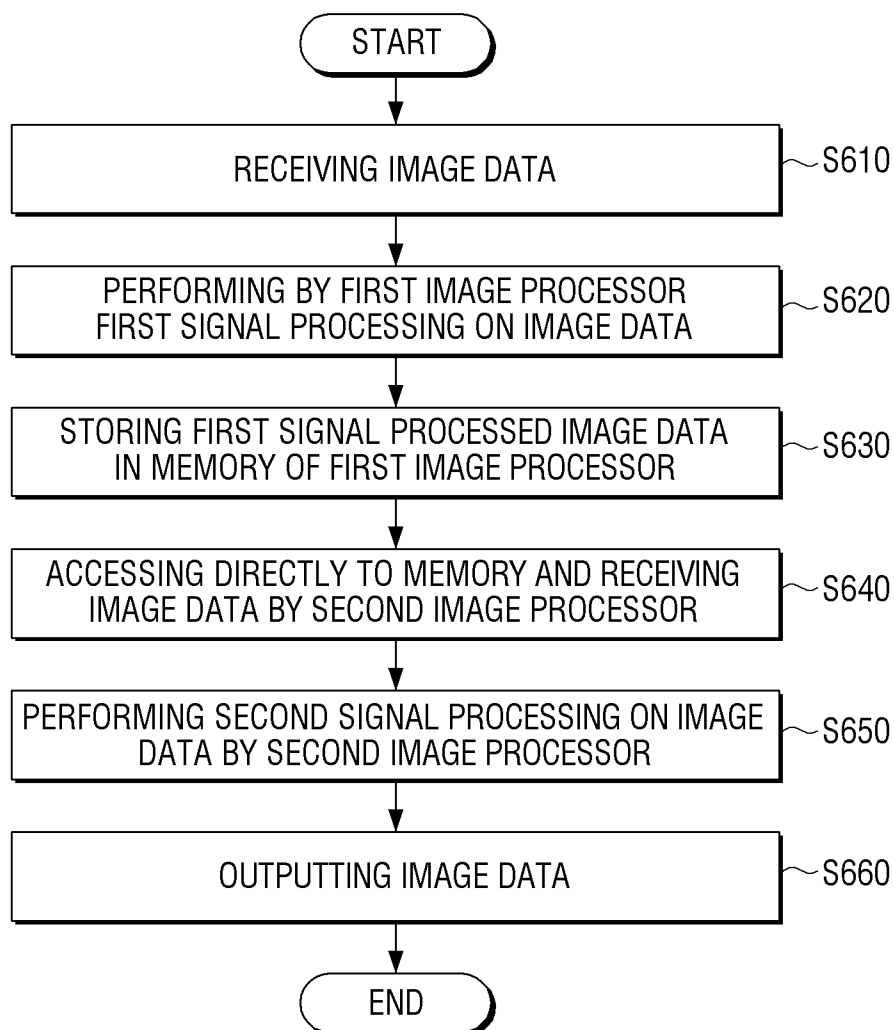 START
RECEIVING IMAGE DATA
S610
PERFORMING BY FIRST IMAGE PROCESSOR
FIRST SIGNAL PROCESSING ON IMAGE DATA
S620
STORING FIRST SIGNAL PROCESSED IMAGE DATA
IN MEMORY OF FIRST IMAGE PROCESSOR
S630
ACCESSING DIRECTLY TO MEMORY AND RECEIVING
IMAGE DATA BY SECOND IMAGE PROCESSOR
S640
PERFORMING SECOND SIGNAL PROCESSING ON IMAGE
DATA BY SECOND IMAGE PROCESSOR
S650
OUTPUTTING IMAGE DATA
S660
END